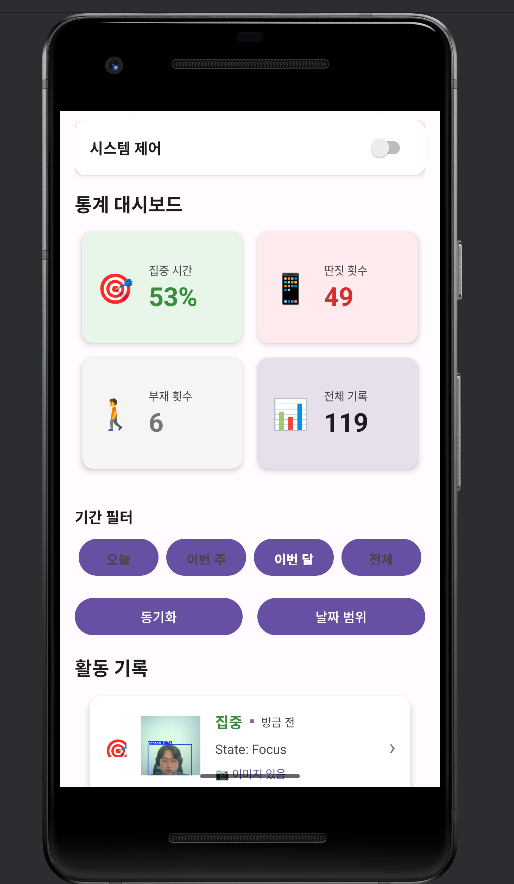 시스템 제어
통계 대시보드
집중 시간
53%
딴짓 횟수
49
부재 횟수
6
전체 기록
119
기간 필터
오늘 이번 주 이번 달 전체
동기화 날짜 범위
활동 기록
집중 • 방금 전
State: Focus
이미지 있음